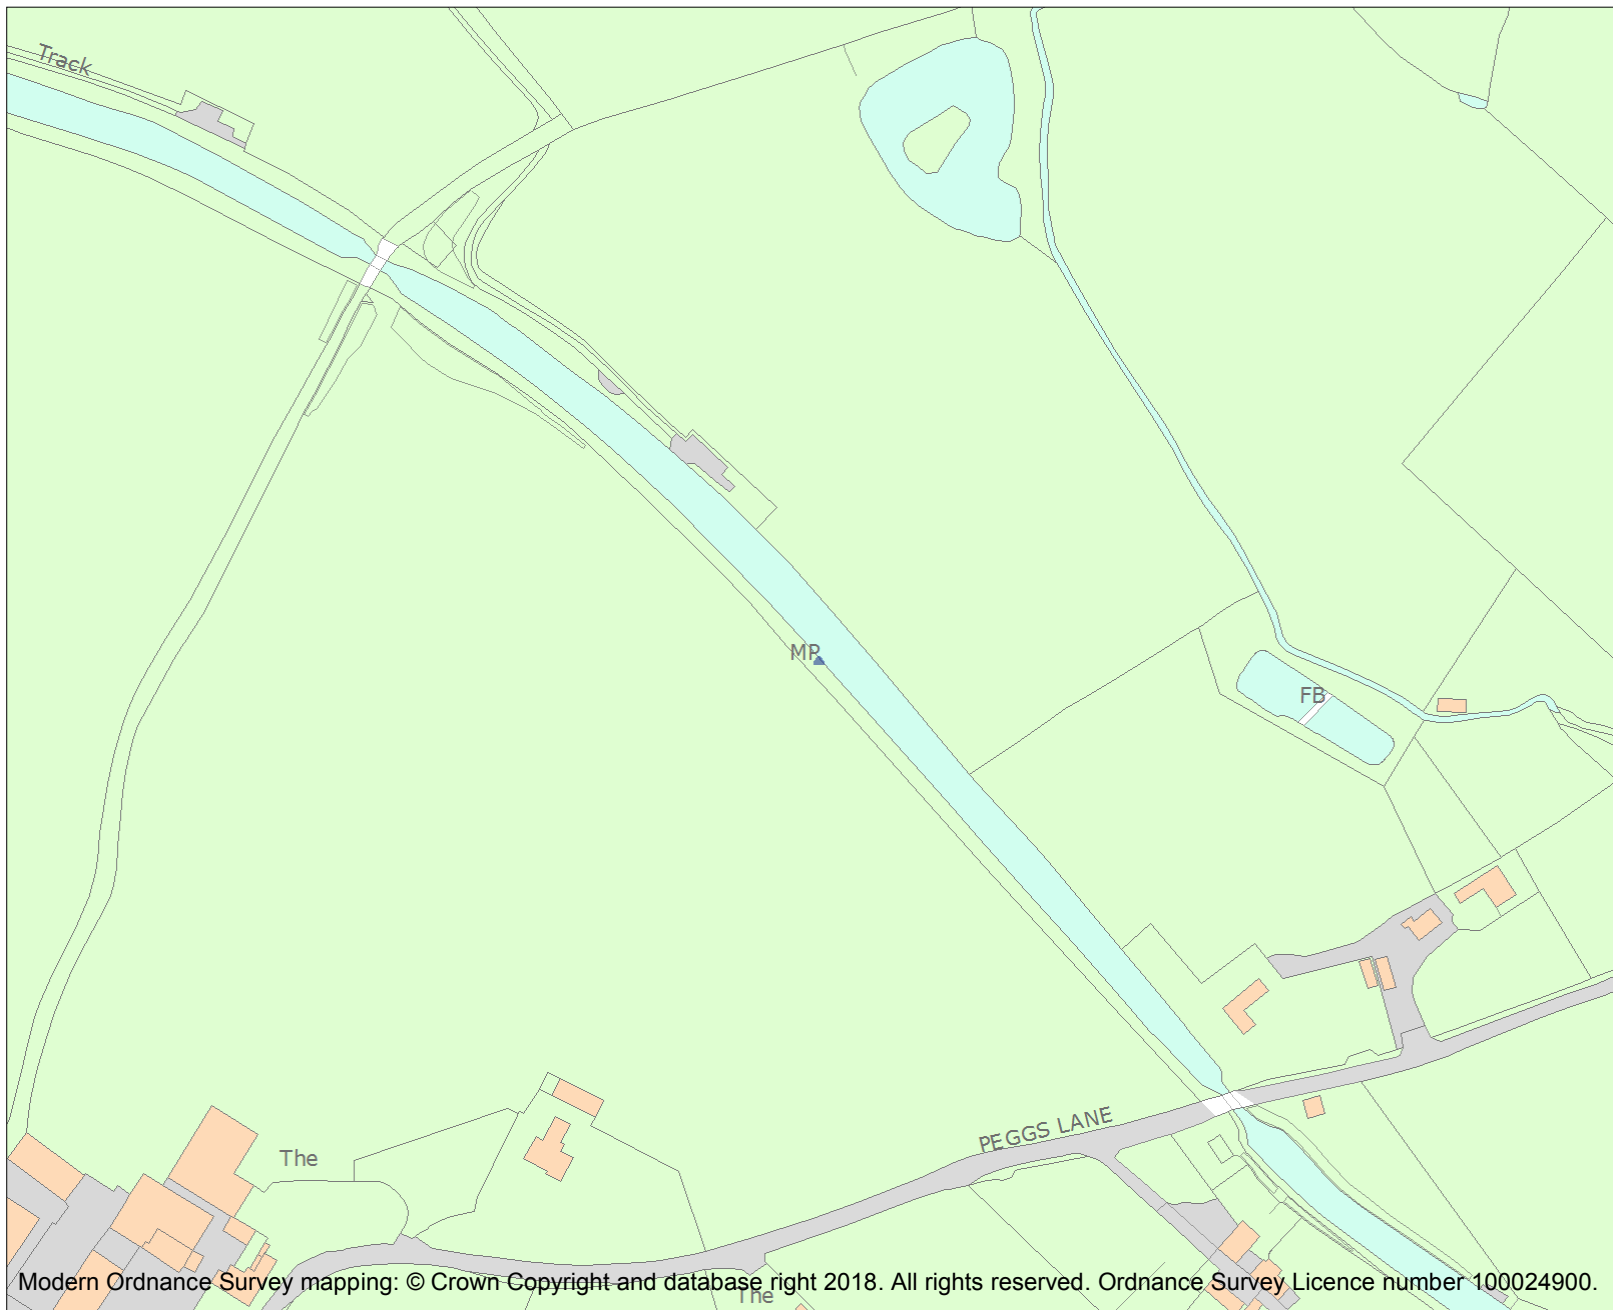 Track
MP
FB
PEGGS LANE
The
The
Modern Ordnance Survey mapping: © Crown Copyright and database right 2018. All rights reserved. Ordnance Survey Licence number 100024900.